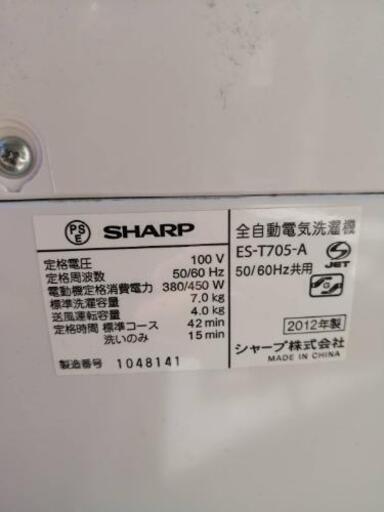 PS
E
SHARP
定格電圧 100 V
定格周波数 50/60 Hz
電動機定格消費電力 380/450 W
標準洗濯容量 7.0 kg
送風運転容量 4.0 kg
定格時間 標準コース 42 min
洗いのみ 15 min
製造番号 1048141
全自動電気洗濯機
ES-T705-A
50/60Hz共用
JET
2012年製
シャープ株式会社
MADE IN CHINA